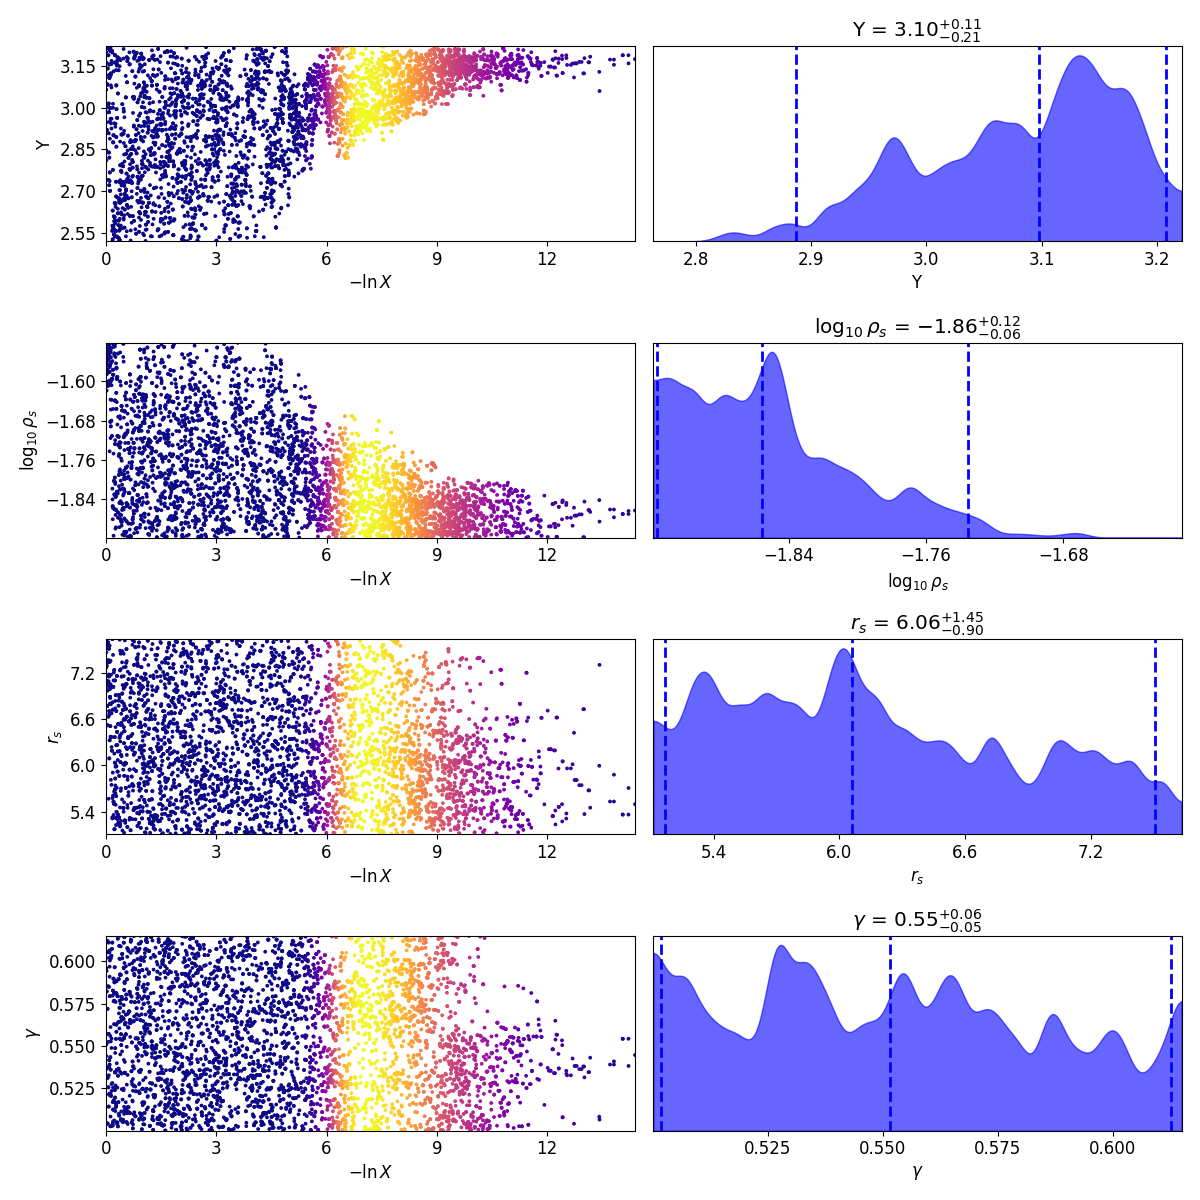 Y = 3.10^{+0.11}_{-0.21}
3.15
3.00
2.85
2.70
2.55
Y
0 3 6 9 12
−ln X
2.8 2.9 3.0 3.1 3.2
Y
log₁₀ ρₛ = −1.86^{+0.12}_{-0.06}
−1.60
−1.68
−1.76
−1.84
log₁₀ ρₛ
0 3 6 9 12
−ln X
−1.84 −1.76 −1.68
log₁₀ ρₛ
rₛ = 6.06^{+1.45}_{-0.90}
7.2
6.6
6.0
5.4
rₛ
0 3 6 9 12
−ln X
5.4 6.0 6.6 7.2
rₛ
γ = 0.55^{+0.06}_{-0.05}
0.600
0.575
0.550
0.525
γ
0 3 6 9 12
−ln X
0.525 0.550 0.575 0.600
γ